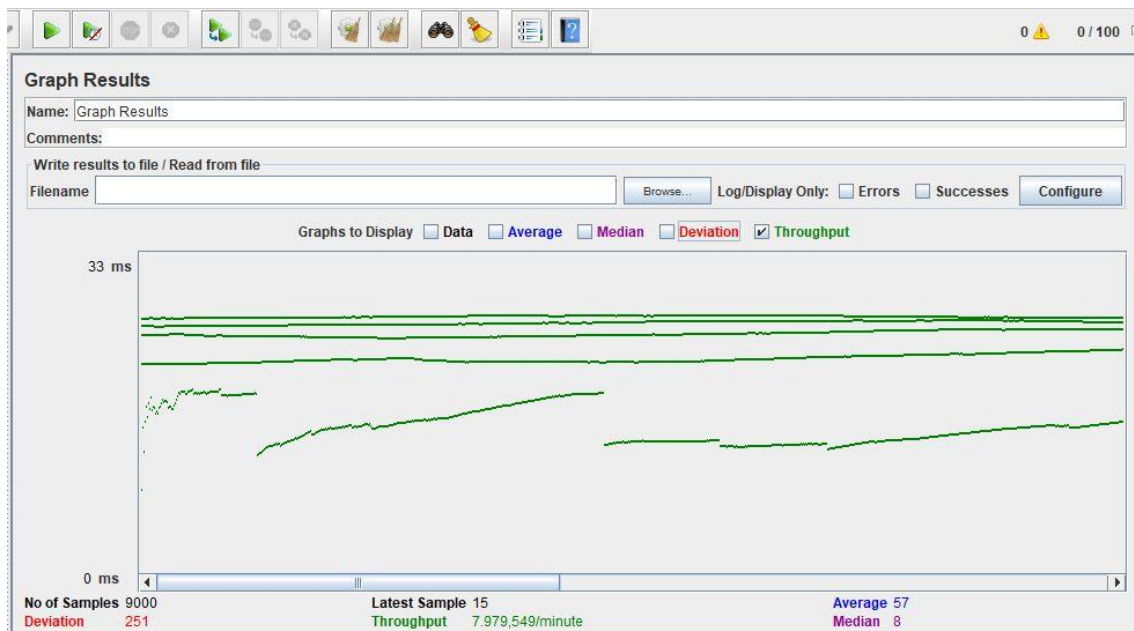 0 0 / 100
Graph Results
Name: Graph Results
Comments:
Write results to file / Read from file
Filename Browse... Log/Display Only: Errors Successes Configure
Graphs to Display Data Average Median Deviation Throughput
33 ms
0 ms
No of Samples 9000 Latest Sample 15 Average 57
Deviation 251 Throughput 7.979,549/minute Median 8